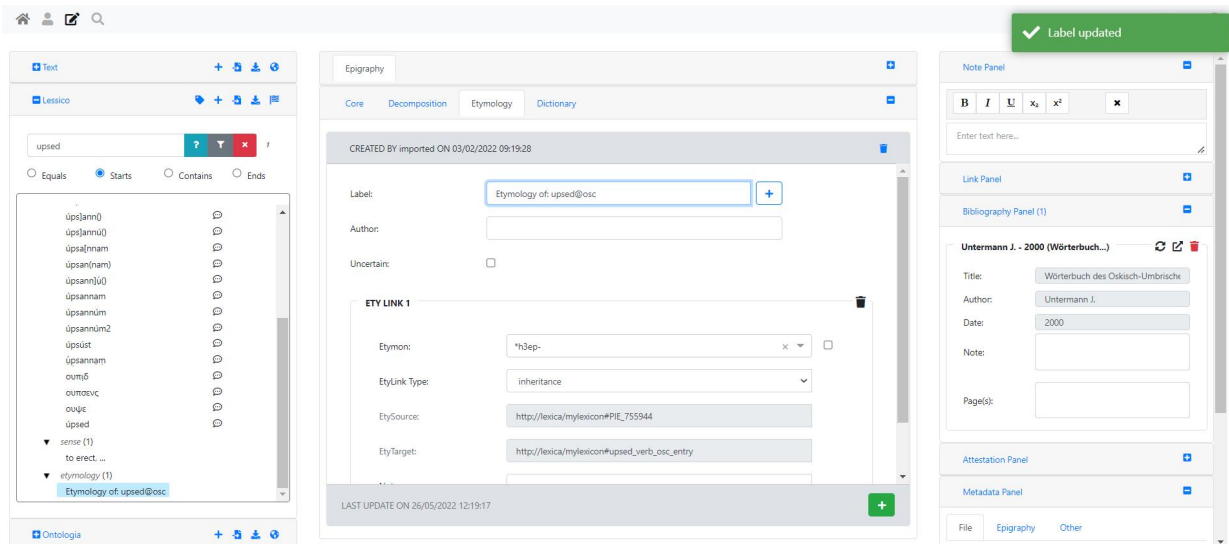 Label updated
Text
Lessico
upsed
?
Equals
Starts
Contains
Ends
úps]ann()
úps]annú()
úpsa[nnam
úpsan(nam)
úpsannam
úpsannúm
úpsannúm2
úpsúst
ουπιδ
ουπσενς
ουψε
úpsed
sense (1)
to erect, ...
etymology (1)
Etymology of: upsed@osc
Ontologia
Epigraphy
Core
Decomposition
Etymology
Dictionary
CREATED BY imported ON 03/02/2022 09:19:28
Label:
Etymology of: upsed@osc
Author:
Uncertain:
ETY LINK 1
Etymon:
*h3ep-
EtyLink Type:
inheritance
EtySource:
http://lexica/mylexicon#PIE_755944
EtyTarget:
http://lexica/mylexicon#upsed_verb_osc_entry
LAST UPDATE ON 26/05/2022 12:19:17
Note Panel
B I U x₂ x²
Enter text here...
Link Panel
Bibliography Panel (1)
Untermann J. - 2000 (Wörterbuch...)
Title:
Wörterbuch des Oskisch-Umbrische
Author:
Untermann J.
Date:
2000
Note:
Page(s):
Attestation Panel
Metadata Panel
File
Epigraphy
Other